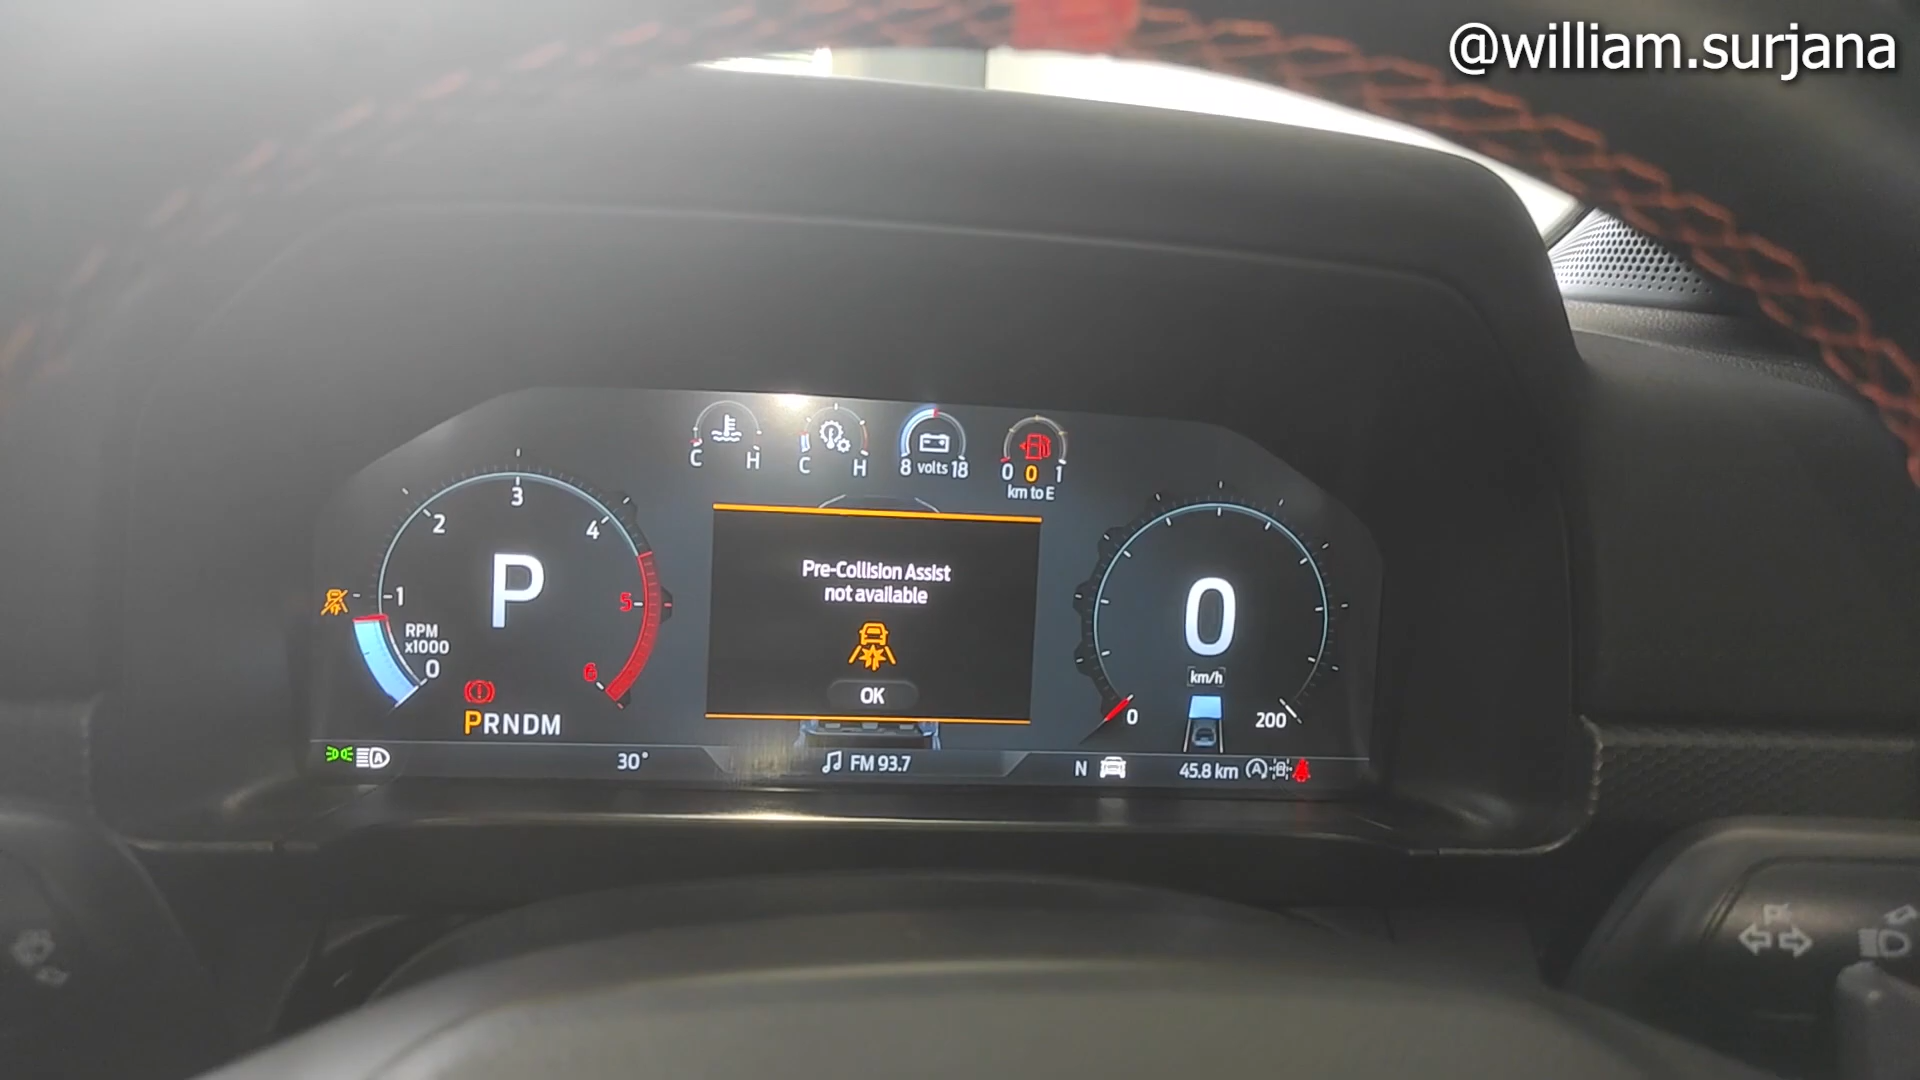 @william.surjana
C H
C H
8 volts 18
0 0 1
km to E
0
1
2
3
4
5
6
P
RPM
x1000
PRNDM
Pre-Collision Assist
not available
OK
0
km/h
0
200
A
30°
FM 93.7
N
45.8 km
A